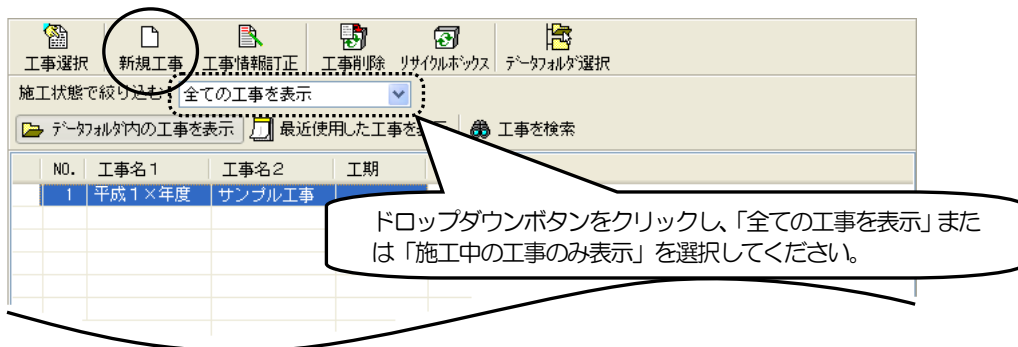 工事選択 新規工事 工事情報訂正 工事削除 リサイクルボックス データフォルダ選択
施工状態で絞り込む 全ての工事を表示
データフォルダ内の工事を表示 最近使用した工事を表示 工事を検索
NO. 工事名1 工事名2 工期
1 平成1×年度 サンプル工事
ドロップダウンボタンをクリックし、「全ての工事を表示」また
は「施工中の工事のみ表示」を選択してください。